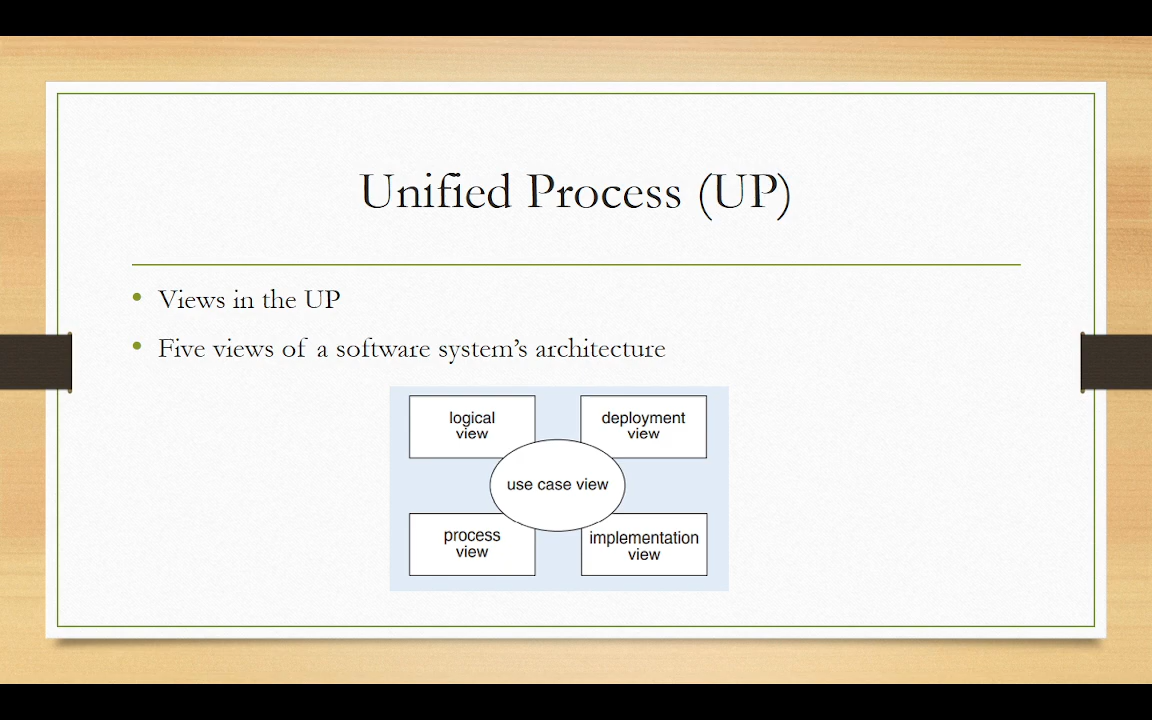 Unified Process (UP)
• Views in the UP
• Five views of a software system’s architecture
logical
view
deployment
view
use case view
process
view
implementation
view